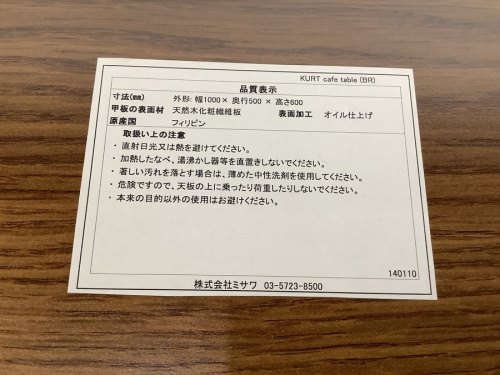 KURT cafe table (BR)
品質表示
寸法(mm) 外形: 幅1000× 奥行500 × 高さ600
甲板の表面材 天然木化粧繊維板 表面加工 オイル仕上げ
原産国 フィリピン
取扱い上の注意
・直射日光又は熱を避けてください。
・加熱したなべ、湯沸かし器等を直置きしないでください。
・著しい汚れを落とす場合は、薄めた中性洗剤を使用してください。
・危険ですので、天板の上に乗ったり荷重したりしないでください。
・本来の目的以外の使用はお避けください。
140110
株式会社ミサワ 03-5723-8500